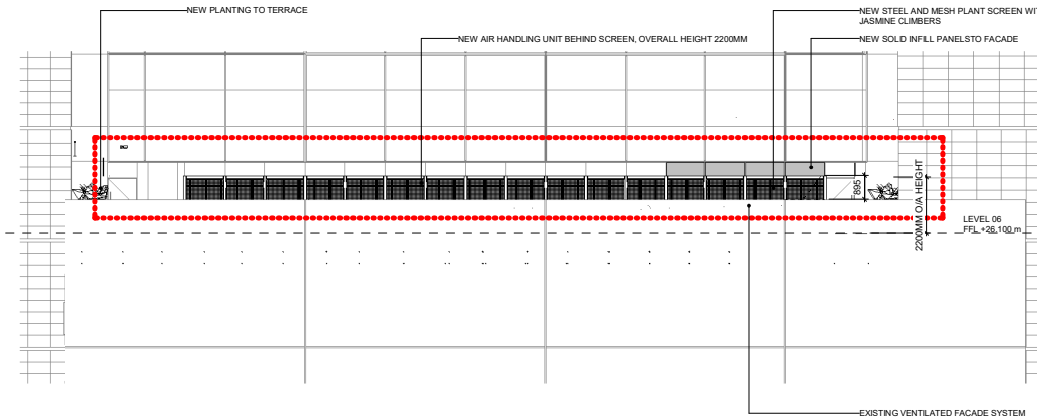 NEW PLANTING TO TERRACE
NEW STEEL AND MESH PLANT SCREEN WIT
JASMINE CLIMBERS
NEW AIR HANDLING UNIT BEHIND SCREEN, OVERALL HEIGHT 2200MM
NEW SOLID INFILL PANELSTO FACADE
895
2200MM O/A HEIGHT
LEVEL 06
FFL +26.100 m
EXISTING VENTILATED FACADE SYSTEM